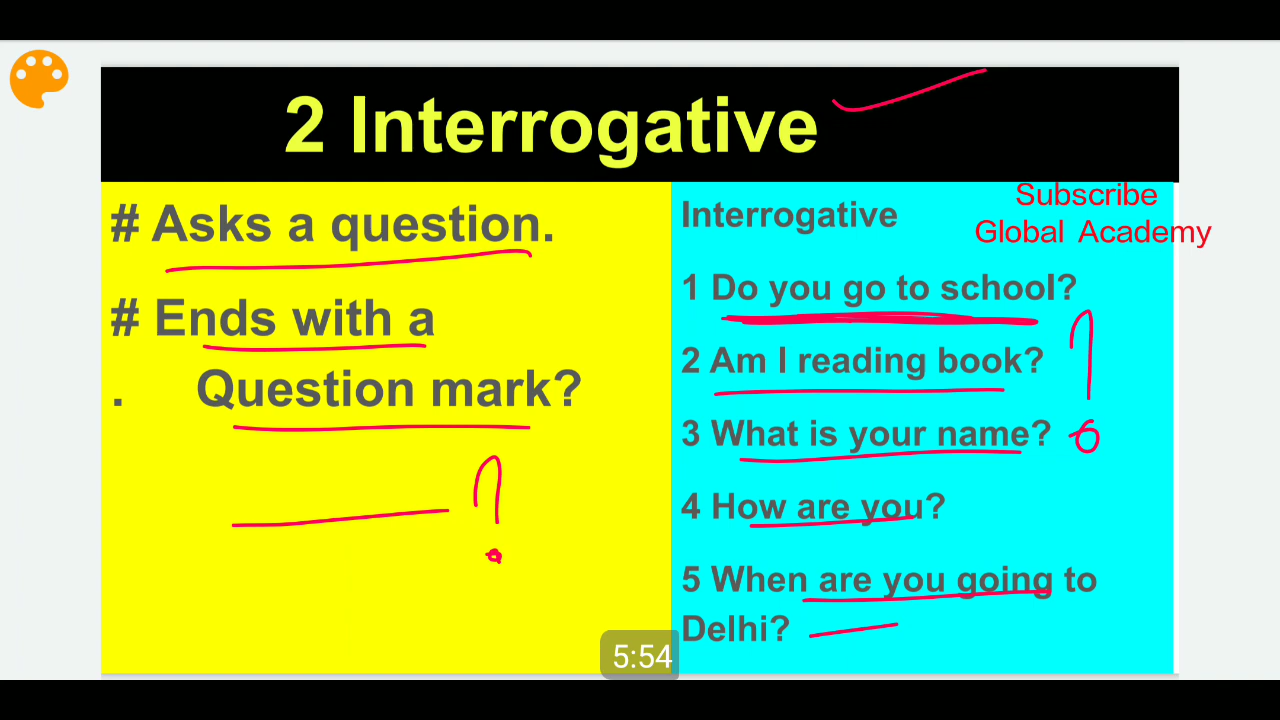 2 Interrogative
# Asks a question.
# Ends with a
. Question mark?
?
Subscribe
Global Academy
Interrogative
1 Do you go to school?
2 Am I reading book?
3 What is your name?
4 How are you?
5 When are you going to
Delhi?
?
5:54